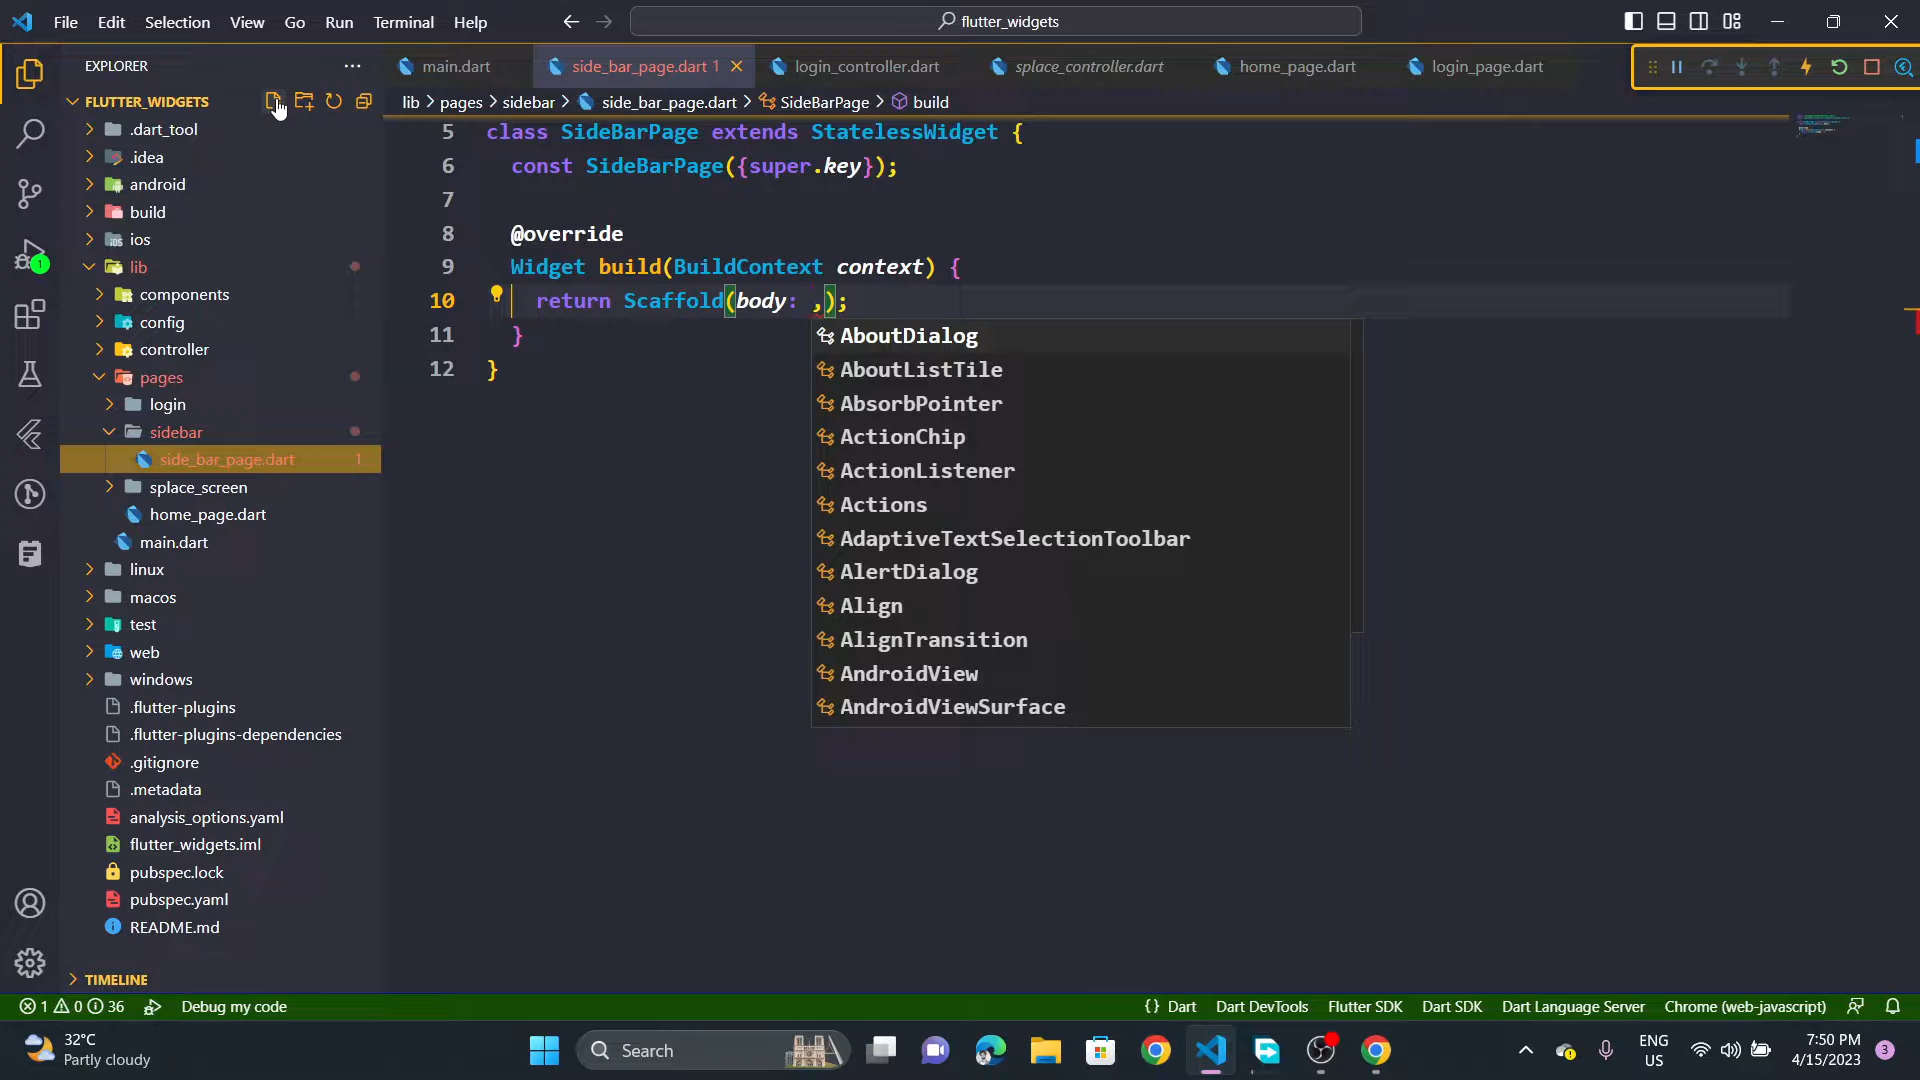 File Edit Selection View Go Run Terminal Help
flutter_widgets
EXPLORER
FLUTTER_WIDGETS
.dart_tool
.idea
android
build
ios
lib
components
config
controller
pages
login
sidebar
side_bar_page.dart 1
splace_screen
home_page.dart
main.dart
linux
macos
test
web
windows
.flutter-plugins
.flutter-plugins-dependencies
.gitignore
.metadata
analysis_options.yaml
flutter_widgets.iml
pubspec.lock
pubspec.yaml
README.md
TIMELINE
main.dart side_bar_page.dart 1 login_controller.dart splace_controller.dart home_page.dart login_page.dart
lib > pages > sidebar > side_bar_page.dart > SideBarPage > build
5 class SideBarPage extends StatelessWidget {
6 const SideBarPage({super.key});
7
8 @override
9 Widget build(BuildContext context) {
10 return Scaffold(body: ,);
11 }
12 }
AboutDialog
AboutListTile
AbsorbPointer
ActionChip
ActionListener
Actions
AdaptiveTextSelectionToolbar
AlertDialog
Align
AlignTransition
AndroidView
AndroidViewSurface
1 0 36 Debug my code
{} Dart Dart DevTools Flutter SDK Dart SDK Dart Language Server Chrome (web-javascript)
32°C
Partly cloudy
Search
ENG
US
7:50 PM
4/15/2023
3
1